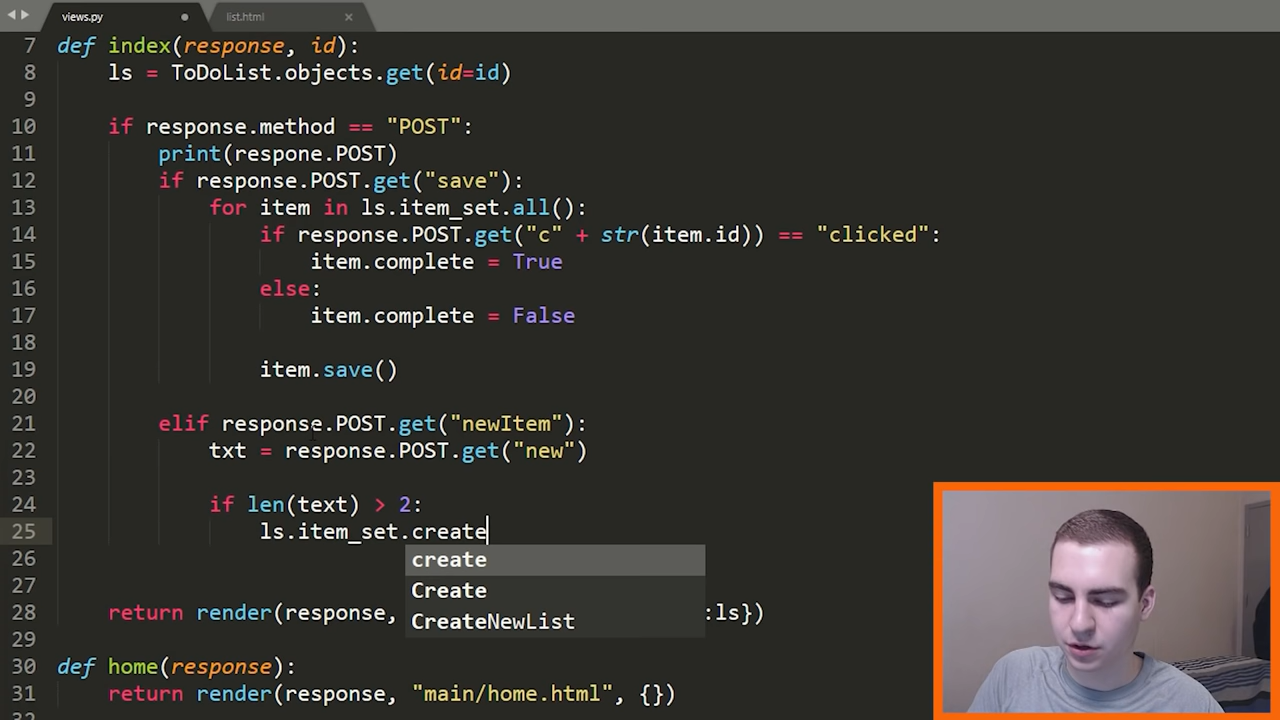 views.py list.html
7 def index(response, id):
8 ls = ToDoList.objects.get(id=id)
9
10 if response.method == "POST":
11 print(respone.POST)
12 if response.POST.get("save"):
13 for item in ls.item_set.all():
14 if response.POST.get("c" + str(item.id)) == "clicked":
15 item.complete = True
16 else:
17 item.complete = False
18
19 item.save()
20
21 elif response.POST.get("newItem"):
22 txt = response.POST.get("new")
23
24 if len(text) > 2:
25 ls.item_set.create
26 create
27 Create
CreateNewList
28 return render(response, :ls})
29
30 def home(response):
31 return render(response, "main/home.html", {})
32